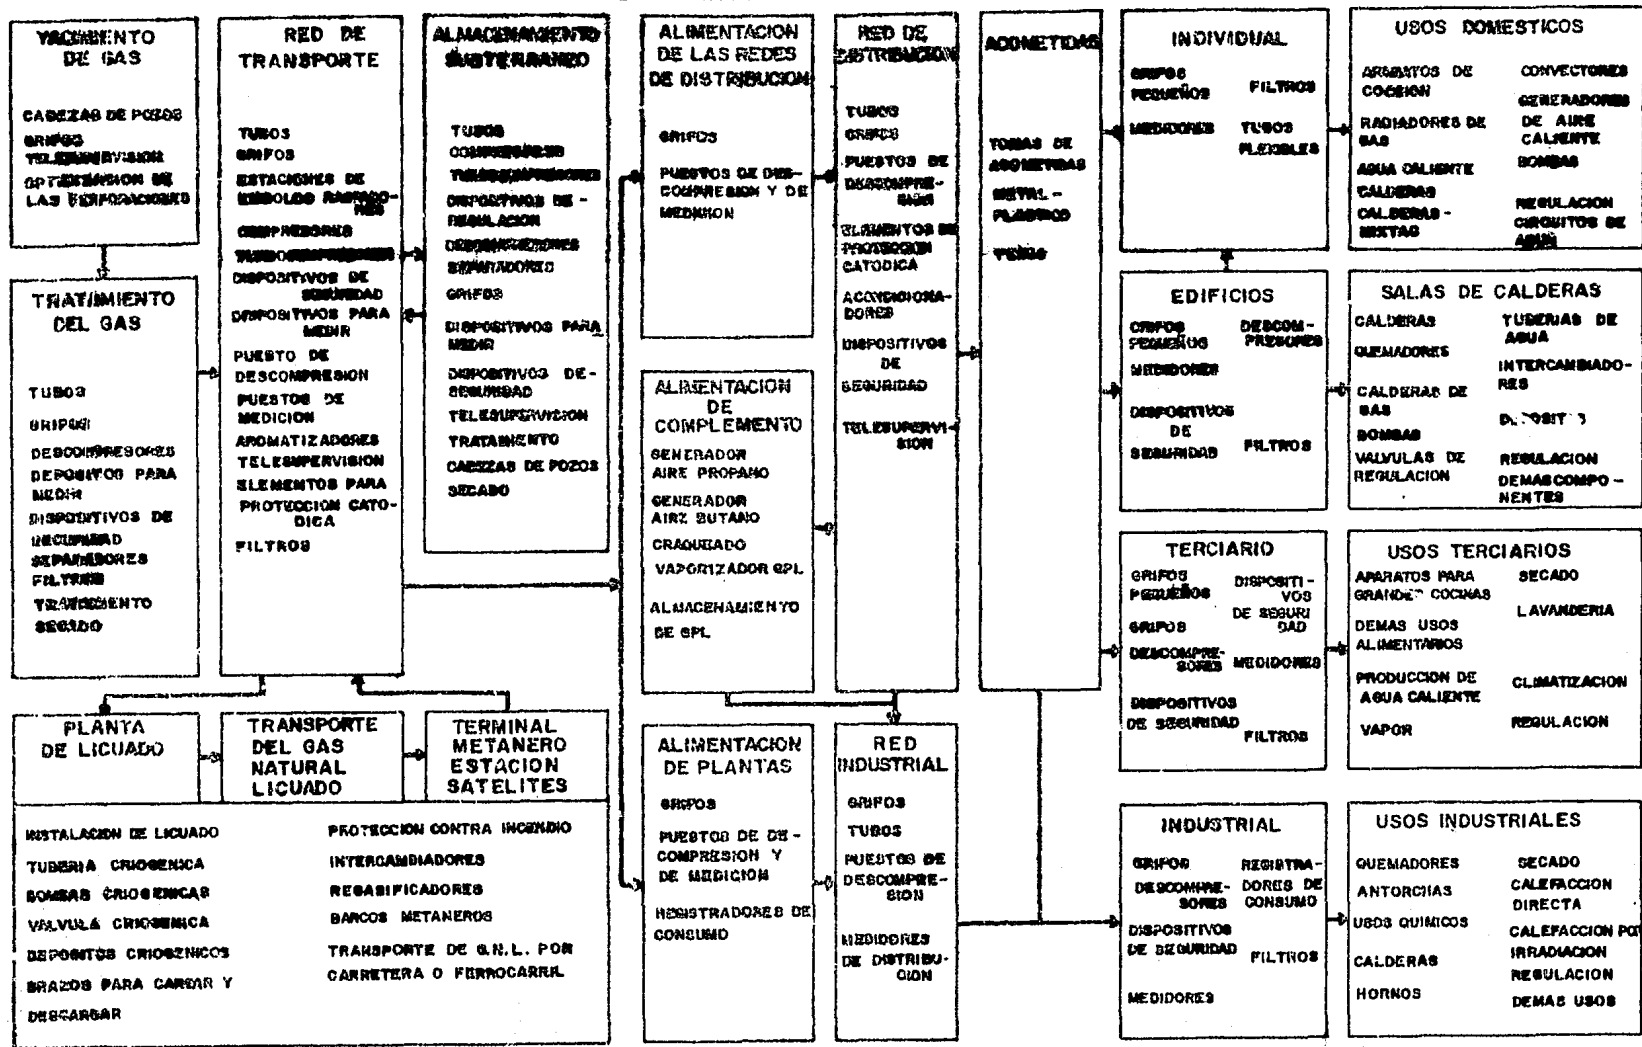 YACIMIENTO
DE GAS
CABEZAS DE POZOS
GRIFOS
TELESUPERVISION
OPTIMIZACION DE
LAS PERFORACIONES
TRATAMIENTO
DEL GAS
TUBOS
GRIFOS
DESCOMPRESORES
DEPOSITOS PARA
MEDIR
DISPOSITIVOS DE
SEGURIDAD
SEPARADORES
FILTROS
TRATAMIENTO
SECADO
RED DE
TRANSPORTE
TUBOS
GRIFOS
ESTACIONES DE
EMBOLOS RASPADO-
RES
COMPRESORES
TURBOCOMPRESORES
DISPOSITIVOS DE
SEGURIDAD
DISPOSITIVOS PARA
MEDIR
PUESTO DE
DESCOMPRESION
PUESTOS DE
MEDICION
AROMATIZADORES
TELESUPERVISION
ELEMENTOS PARA
PROTECCION CATO-
DICA
FILTROS
ALMACENAMIENTO
SUBTERRANEO
TUBOS
COMPRESORES
TURBOCOMPRESORES
DISPOSITIVOS DE -
REGULACION
DESCOMPRESORES
SEPARADORES
GRIFOS
DISPOSITIVOS PARA
MEDIR
DISPOSITIVOS DE-
SEGURIDAD
TELESUPERVISION
TRATAMIENTO
CABEZAS DE POZOS
SECADO
PLANTA
DE LICUADO
TRANSPORTE
DEL GAS
NATURAL
LICUADO
TERMINAL
METANERO
ESTACION
SATELITES
INSTALACION DE LICUADO
TUBERIA CRIOGENICA
BOMBAS CRIOGENICAS
VALVULA CRIOGENICA
DEPOSITOS CRIOGENICOS
BRAZOS PARA CARGAR Y
DESCARGAR
PROTECCION CONTRA INCENDIO
INTERCAMBIADORES
REGASIFICADORES
BARCOS METANEROS
TRANSPORTE DE G.N.L. POR
CARRETERA O FERROCARRIL
ALIMENTACION
DE LAS REDES
DE DISTRIBUCION
GRIFOS
PUESTOS DE DES-
COMPRESION Y DE
MEDICION
ALIMENTACION
DE
COMPLEMENTO
GENERADOR
AIRE PROPANO
GENERADOR
AIRE BUTANO
CRAQUEADO
VAPORIZADOR GPL
ALMACENAMIENTO
DE GPL
ALIMENTACION
DE PLANTAS
GRIFOS
PUESTOS DE DE -
COMPRESION Y
DE MEDICION
REGISTRADORES DE
CONSUMO
RED DE
DISTRIBUCION
TUBOS
GRIFOS
PUESTOS DE
DESCOMPRE-
SION
ELEMENTOS DE
PROTECCION
CATODICA
ACONDICIONA-
DORES
DISPOSITIVOS
DE
SEGURIDAD
TELESUPERVI-
SION
RED
INDUSTRIAL
GRIFOS
TUBOS
PUESTOS DE
DESCOMPRE-
SION
MEDIDORES
DE DISTRIBU-
CION
ACOMETIDAS
TOMAS DE
ACOMETIDAS
METAL-
PLASTICO
INDIVIDUAL
GRIFOS
PEQUEÑOS
FILTROS
MEDIDORES
TUBOS
FLEXIBLES
EDIFICIOS
GRIFOS
PEQUEÑOS
DESCOM-
PRESORES
MEDIDORES
DISPOSITIVOS
DE
SEGURIDAD
FILTROS
TERCIARIO
GRIFOS
PEQUEÑOS
DISPOSITI-
VOS
DE SEGURI
DAD
GRIFOS
DESCOMPRE-
SORES
MEDIDORES
DISPOSITIVOS
DE SEGURIDAD
FILTROS
INDUSTRIAL
GRIFOS
REGISTRA-
DORES DE
CONSUMO
DESCOMPRE-
SORES
DISPOSITIVOS
DE SEGURIDAD
FILTROS
MEDIDORES
USOS DOMESTICOS
APARATOS DE
COCCION
RADIADORES DE
GAS
AGUA CALIENTE
CALDERAS
CALDERAS -
MIXTAS
CONVECTORES
GENERADORES
DE AIRE
CALIENTE
BOMBAS
REGULACION
CIRCUITOS DE
AGUA
SALAS DE CALDERAS
CALDERAS
QUEMADORES
CALDERAS DE
GAS
BOMBAS
VALVULAS DE
REGULACION
TUBERIAS DE
AGUA
INTERCAMBIADO-
RES
REGULACION
DEMAS COMPO -
NENTES
USOS TERCIARIOS
APARATOS PARA
GRANDES COCINAS
DEMAS USOS
ALIMENTARIOS
PRODUCCION DE
AGUA CALIENTE
VAPOR
SECADO
LAVANDERIA
CLIMATIZACION
REGULACION
USOS INDUSTRIALES
QUEMADORES
ANTORCHAS
USOS QUIMICOS
CALDERAS
HORNOS
SECADO
CALEFACCION
DIRECTA
CALEFACCION POR
IRRADIACION
REGULACION
DEMAS USOS